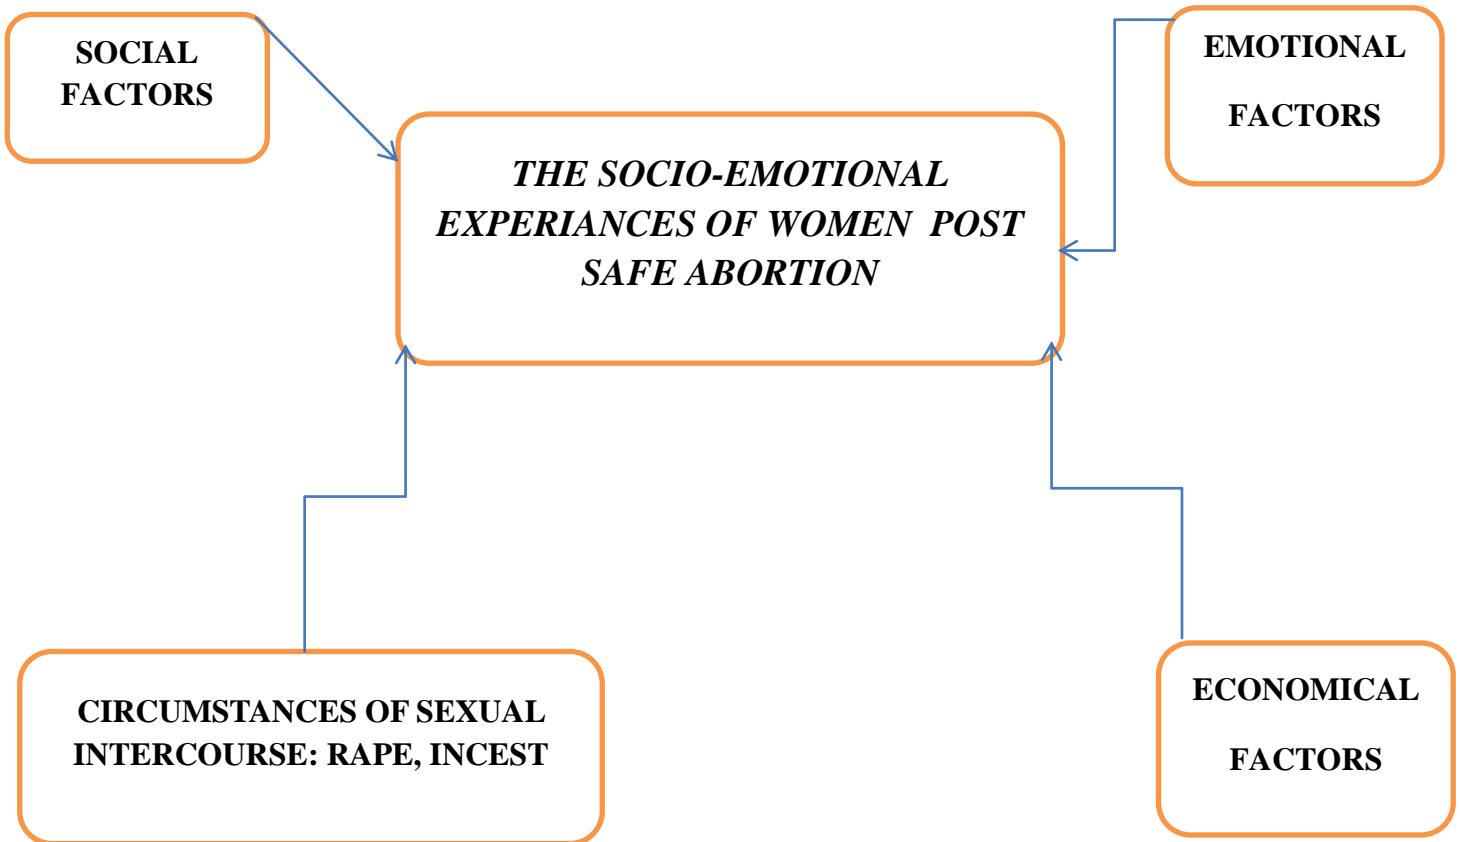 SOCIAL
FACTORS
EMOTIONAL
FACTORS
THE SOCIO-EMOTIONAL
EXPERIANCES OF WOMEN POST
SAFE ABORTION
CIRCUMSTANCES OF SEXUAL
INTERCOURSE: RAPE, INCEST
ECONOMICAL
FACTORS